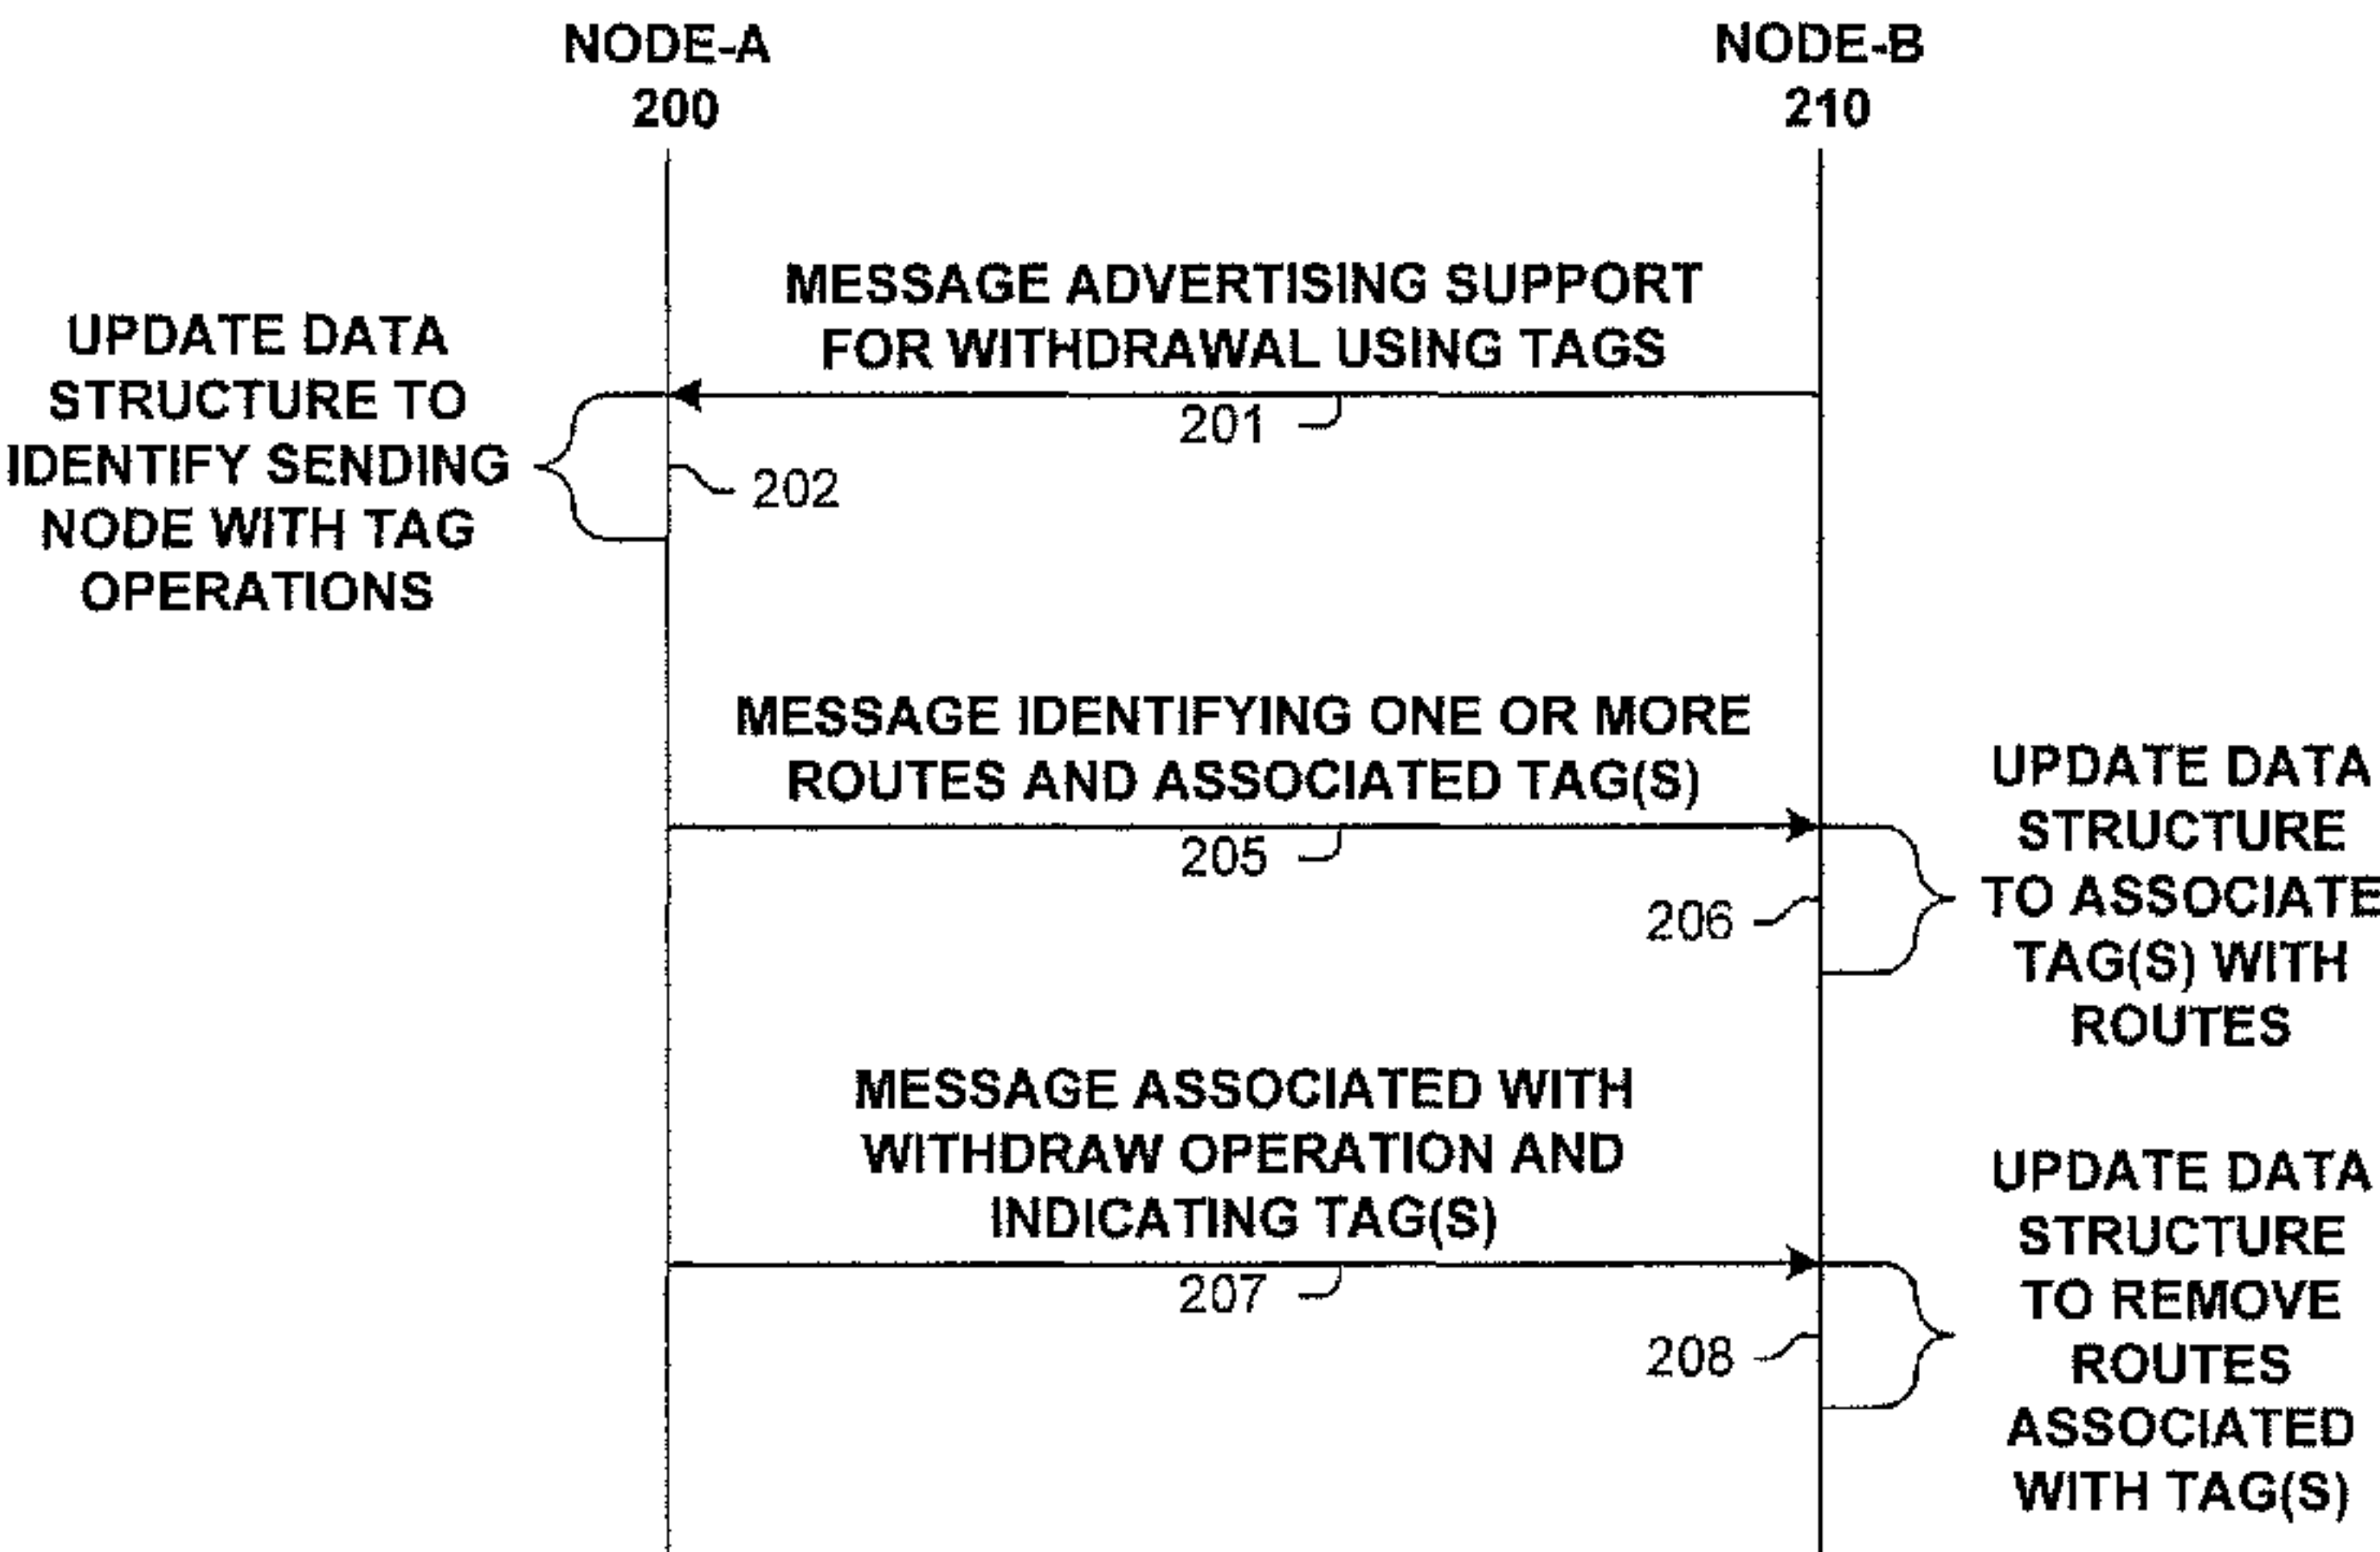 NODE-A
200
NODE-B
210
MESSAGE ADVERTISING SUPPORT
FOR WITHDRAWAL USING TAGS
201
UPDATE DATA
STRUCTURE TO
IDENTIFY SENDING
NODE WITH TAG
OPERATIONS
202
MESSAGE IDENTIFYING ONE OR MORE
ROUTES AND ASSOCIATED TAG(S)
205
206
UPDATE DATA
STRUCTURE
TO ASSOCIATE
TAG(S) WITH
ROUTES
MESSAGE ASSOCIATED WITH
WITHDRAW OPERATION AND
INDICATING TAG(S)
207
208
UPDATE DATA
STRUCTURE
TO REMOVE
ROUTES
ASSOCIATED
WITH TAG(S)